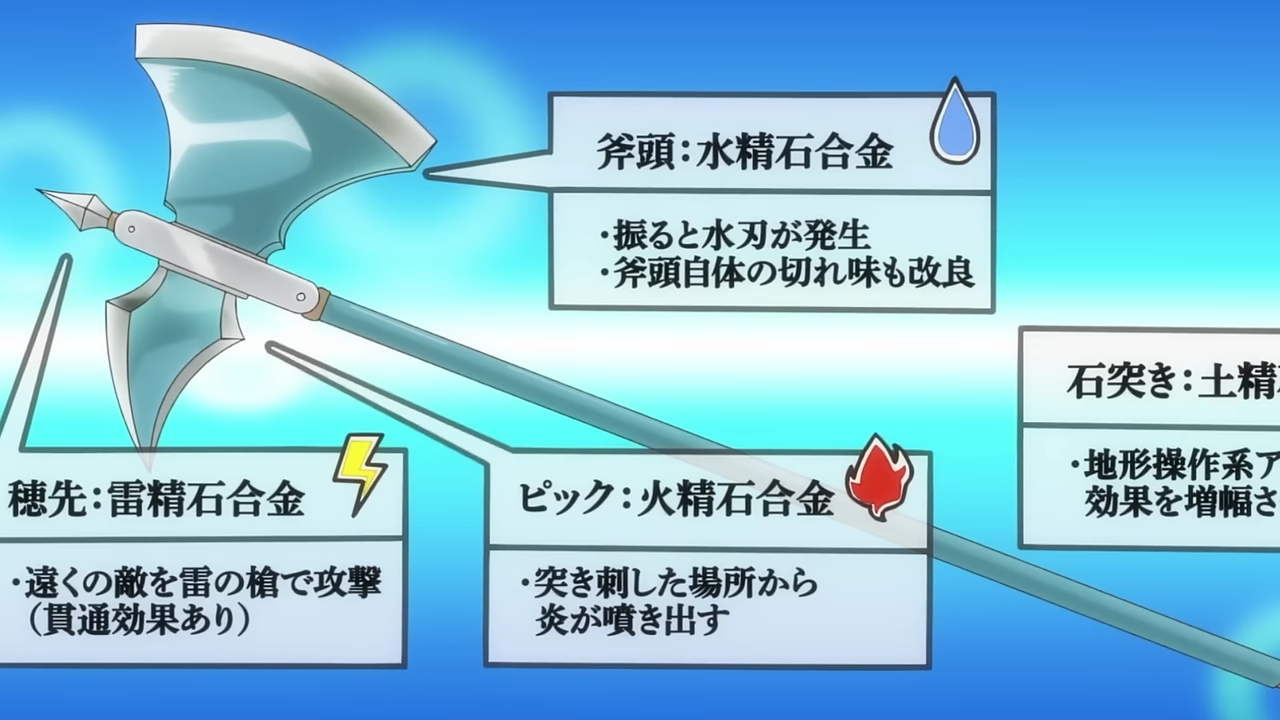 斧頭：水精石合金
・振ると水刃が発生
・斧頭自体の切れ味も改良
石突き：土精
・地形操作系ア
効果を増幅さ
穂先：雷精石合金
・遠くの敵を雷の槍で攻撃
（貫通効果あり）
ピック：火精石合金
・突き刺した場所から
炎が噴き出す